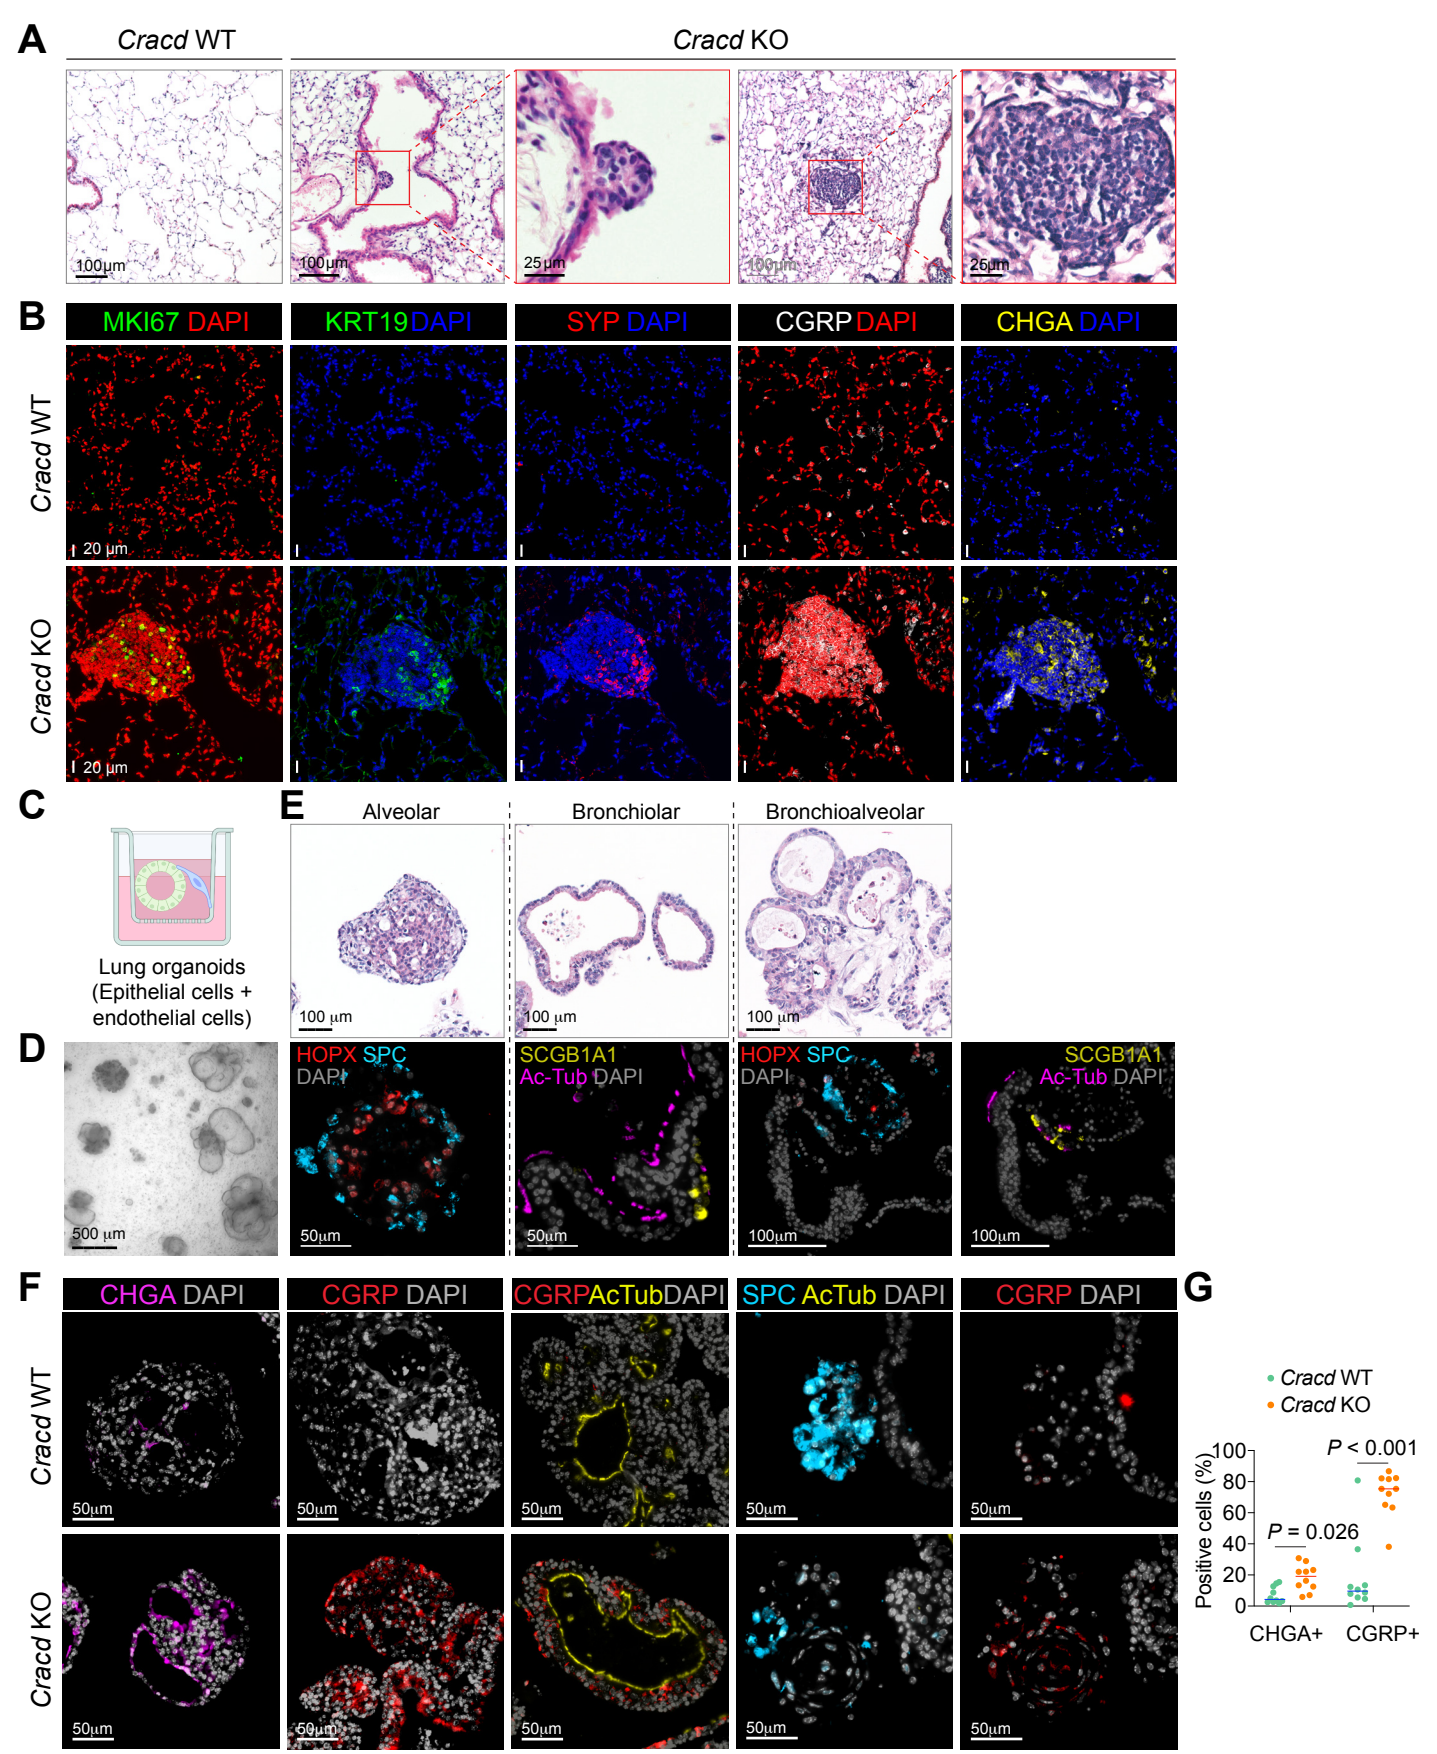 A
Cracd WT
Cracd KO
100μm
100μm
25μm
100μm
25μm
B
MKI67 DAPI
KRT19 DAPI
SYP DAPI
CGRP DAPI
CHGA DAPI
Cracd WT
20 μm
Cracd KO
20 μm
C
Lung organoids
(Epithelial cells +
endothelial cells)
D
500 μm
E
Alveolar
Bronchiolar
Bronchioalveolar
100 μm
100 μm
100 μm
HOPX SPC
DAPI
50μm
SCGB1A1
Ac-Tub DAPI
50μm
HOPX SPC
DAPI
100μm
SCGB1A1
Ac-Tub DAPI
100μm
F
CHGA DAPI
CGRP DAPI
CGRPAcTubDAPI
SPC AcTub DAPI
CGRP DAPI
Cracd WT
50μm
50μm
50μm
50μm
50μm
Cracd KO
50μm
50μm
50μm
50μm
50μm
G
Cracd WT
Cracd KO
Positive cells (%)
100
80
60
40
20
0
P = 0.026
P < 0.001
CHGA+
CGRP+